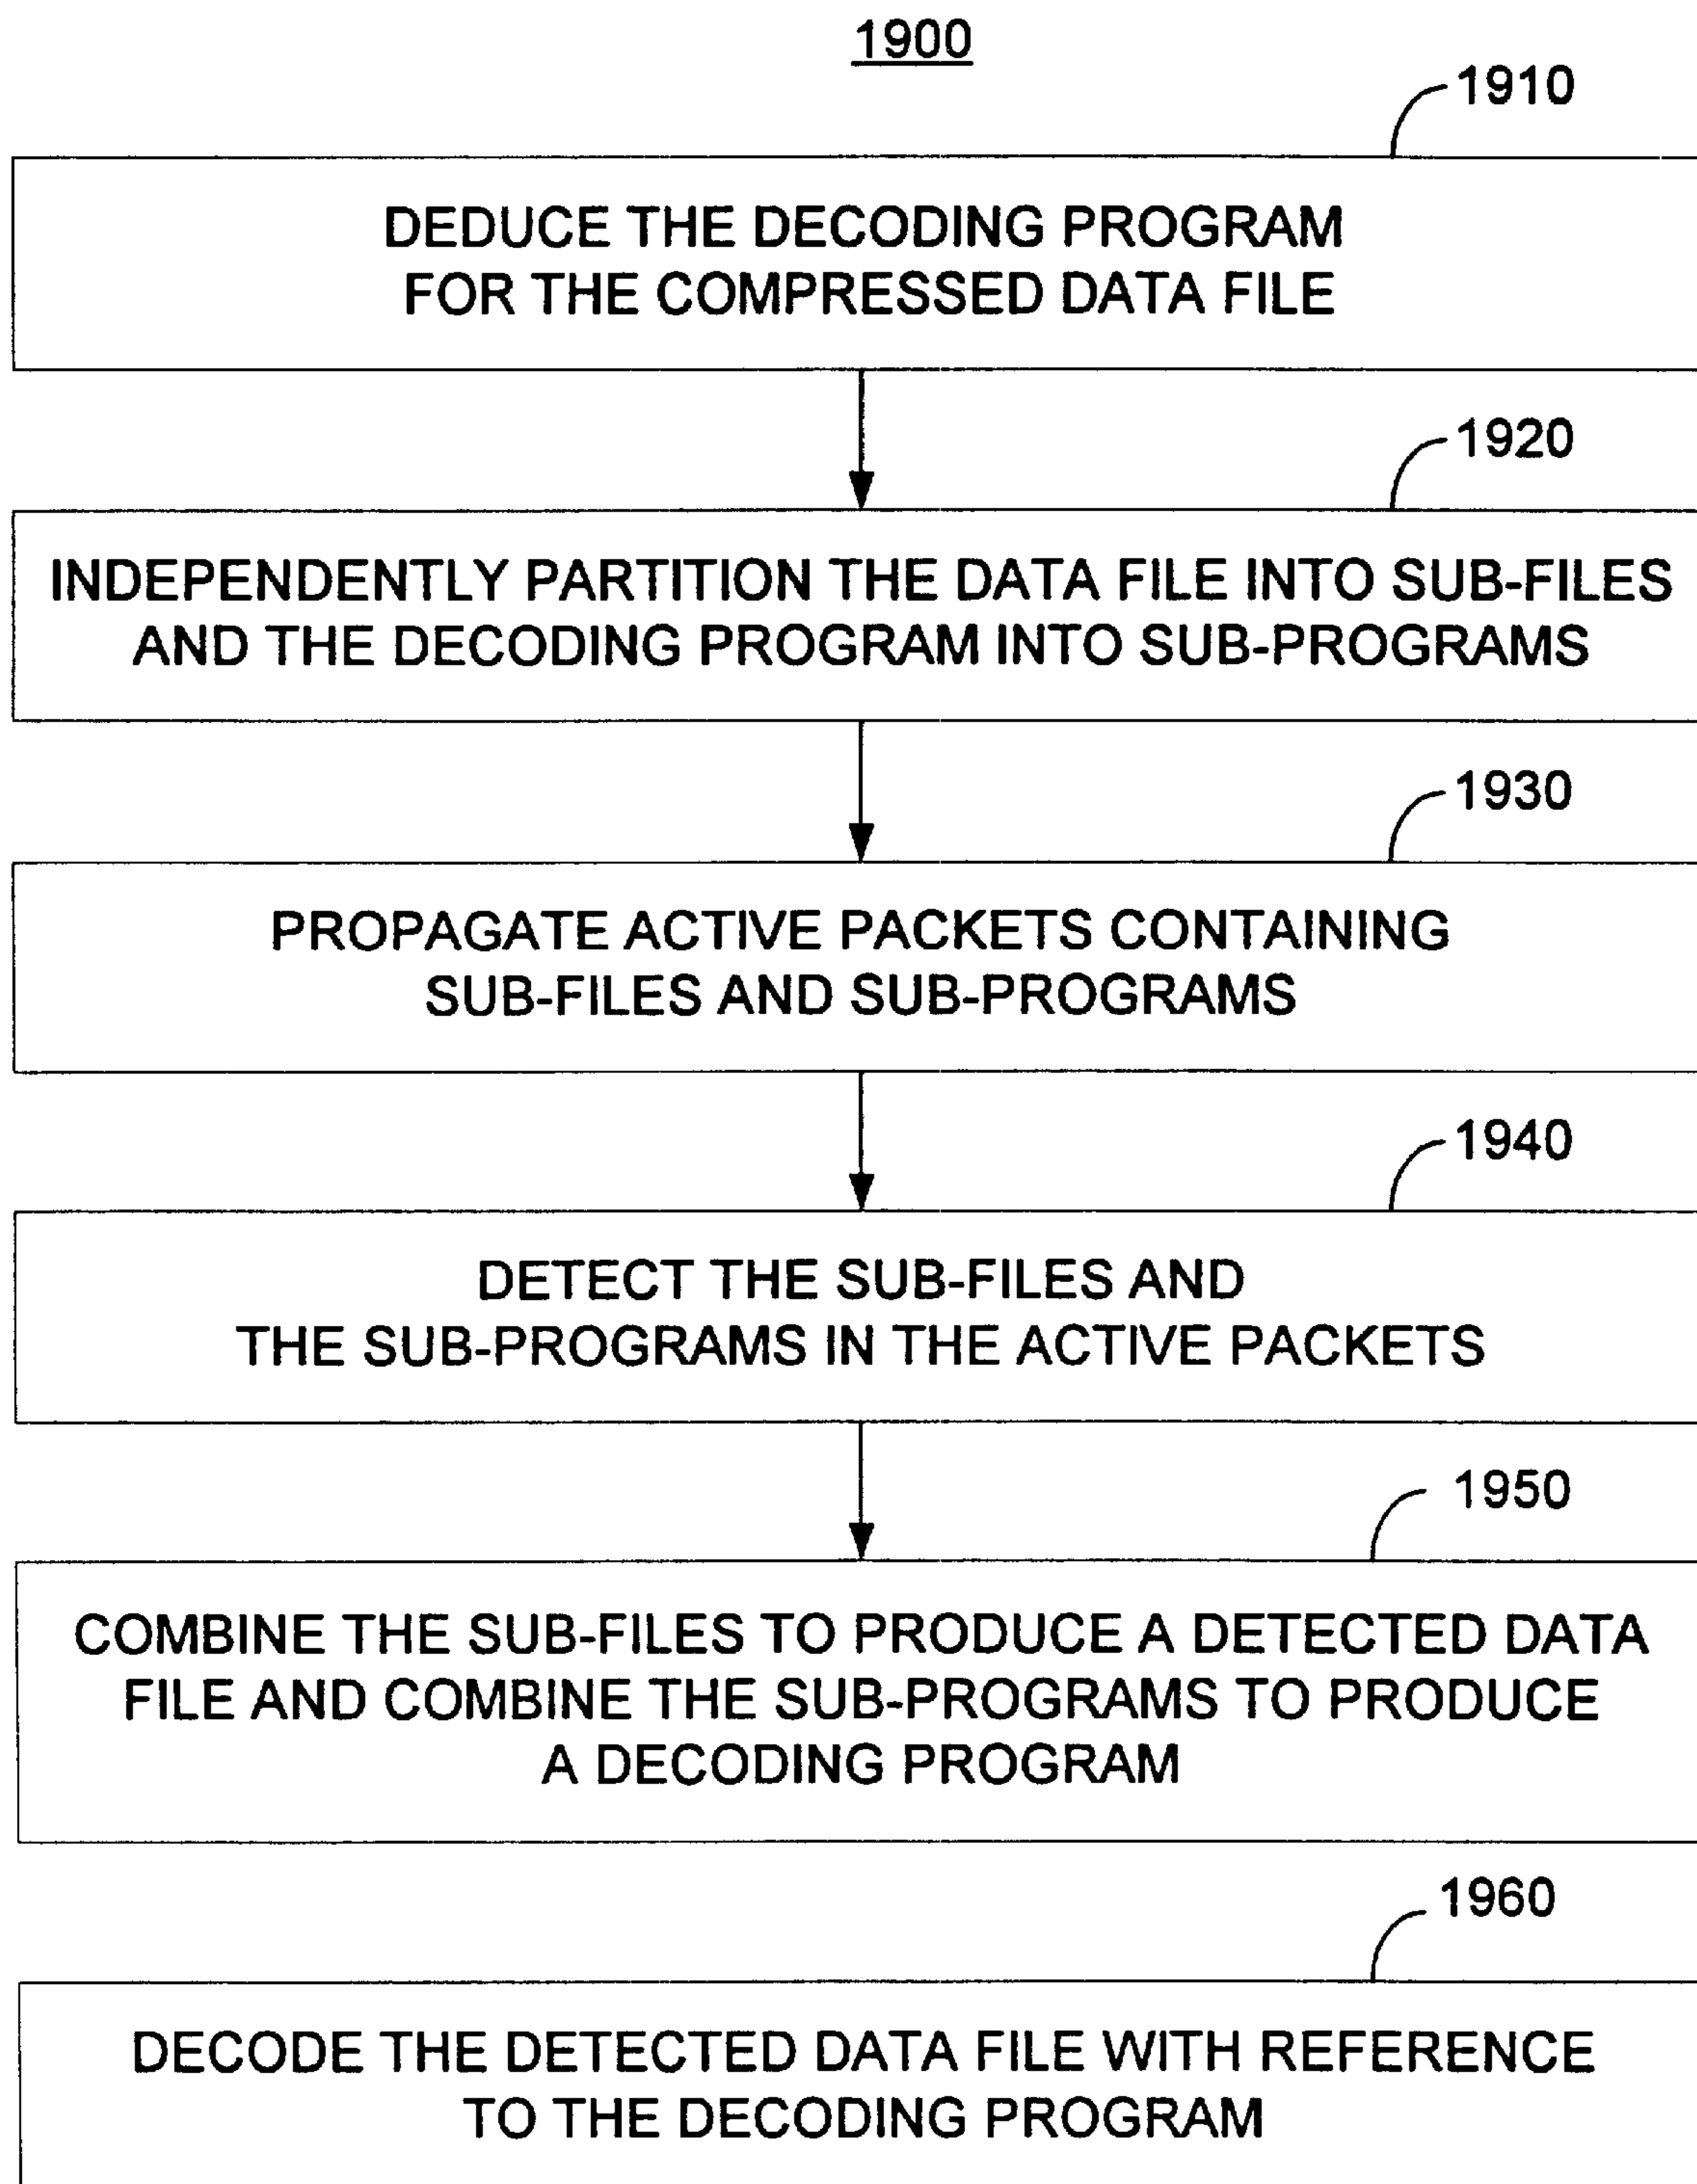 1900
1910
DEDUCE THE DECODING PROGRAM
FOR THE COMPRESSED DATA FILE
1920
INDEPENDENTLY PARTITION THE DATA FILE INTO SUB-FILES
AND THE DECODING PROGRAM INTO SUB-PROGRAMS
1930
PROPAGATE ACTIVE PACKETS CONTAINING
SUB-FILES AND SUB-PROGRAMS
1940
DETECT THE SUB-FILES AND
THE SUB-PROGRAMS IN THE ACTIVE PACKETS
1950
COMBINE THE SUB-FILES TO PRODUCE A DETECTED DATA
FILE AND COMBINE THE SUB-PROGRAMS TO PRODUCE
A DECODING PROGRAM
1960
DECODE THE DETECTED DATA FILE WITH REFERENCE
TO THE DECODING PROGRAM